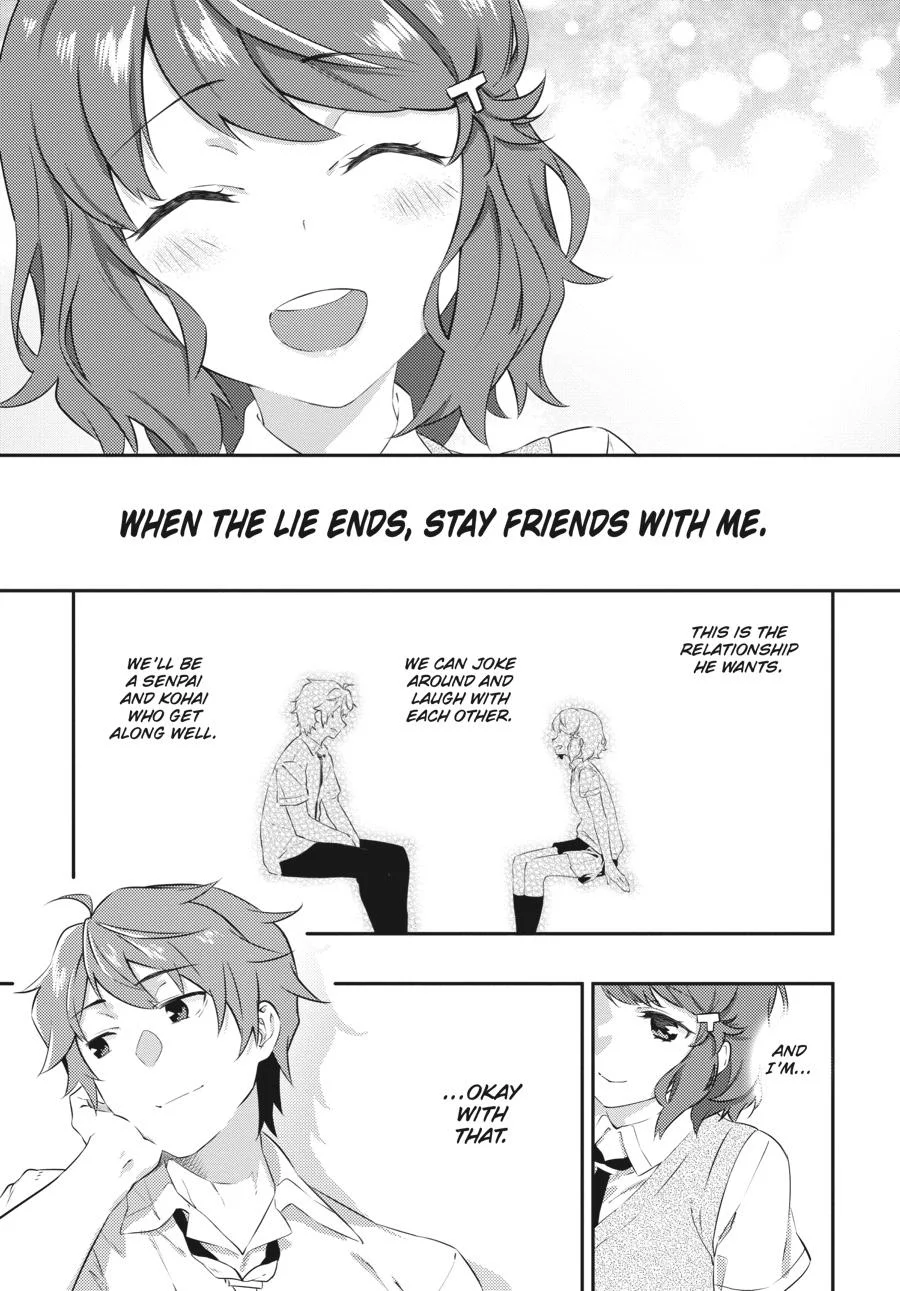 WHEN THE LIE ENDS, STAY FRIENDS WITH ME.
THIS IS THE
RELATIONSHIP
HE WANTS.
WE CAN JOKE
AROUND AND
LAUGH WITH
EACH OTHER.
WE'LL BE
A SENPAI
AND KOHAI
WHO GET
ALONG WELL.
AND
I'M...
...OKAY
WITH
THAT.